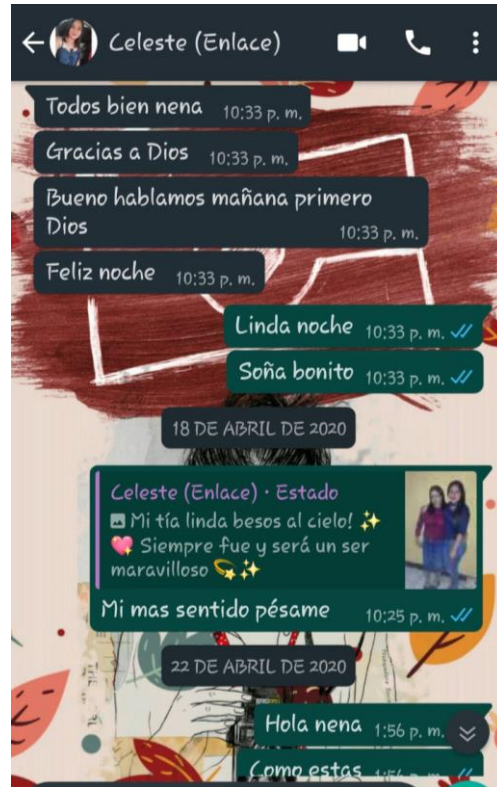 Celeste (Enlace)
Todos bien nena 10:33 p. m.
Gracias a Dios 10:33 p. m.
Bueno hablamos mañana primero
Dios 10:33 p. m.
Feliz noche 10:33 p. m.
Linda noche 10:33 p. m.
Soña bonito 10:33 p. m.
18 DE ABRIL DE 2020
Celeste (Enlace) · Estado
Mi tía linda besos al cielo! ✨
💖 Siempre fue y será un ser
maravilloso 💫✨
Mi mas sentido pésame 10:25 p. m.
22 DE ABRIL DE 2020
Hola nena 1:56 p. m.
Como estas 1:56 p. m.